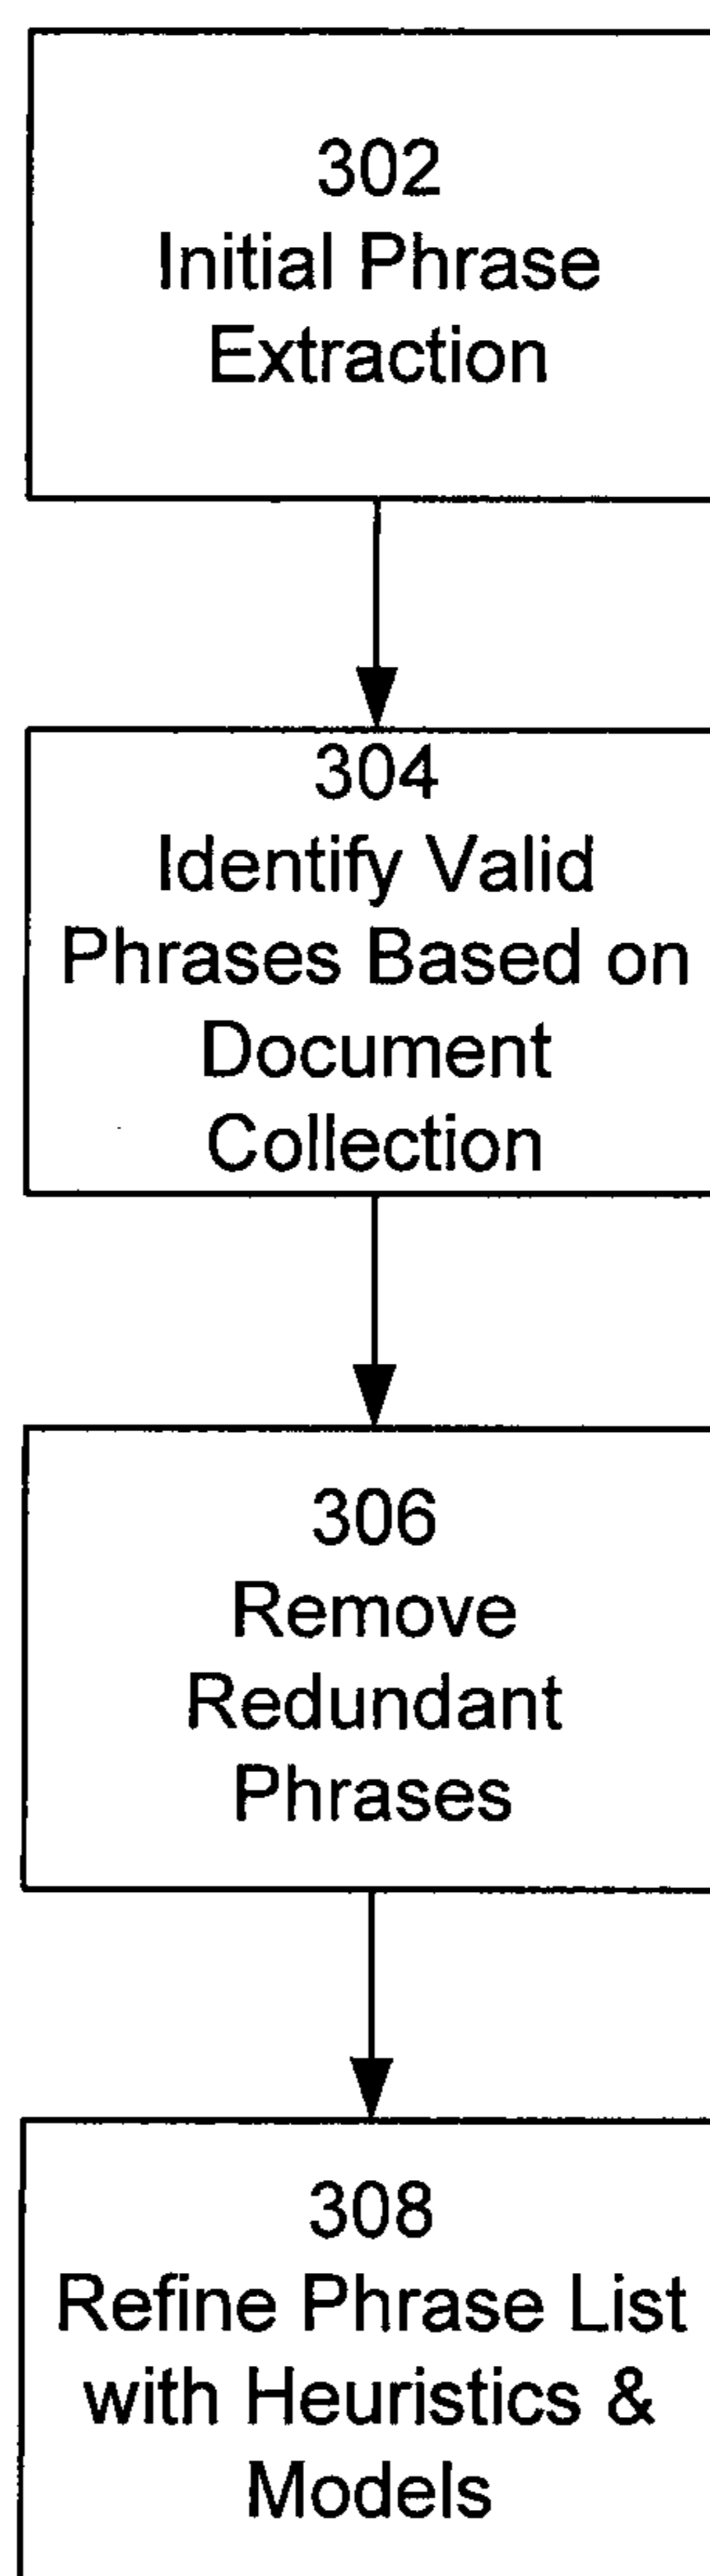 302
Initial Phrase
Extraction
304
Identify Valid
Phrases Based on
Document
Collection
306
Remove
Redundant
Phrases
308
Refine Phrase List
with Heuristics &
Models